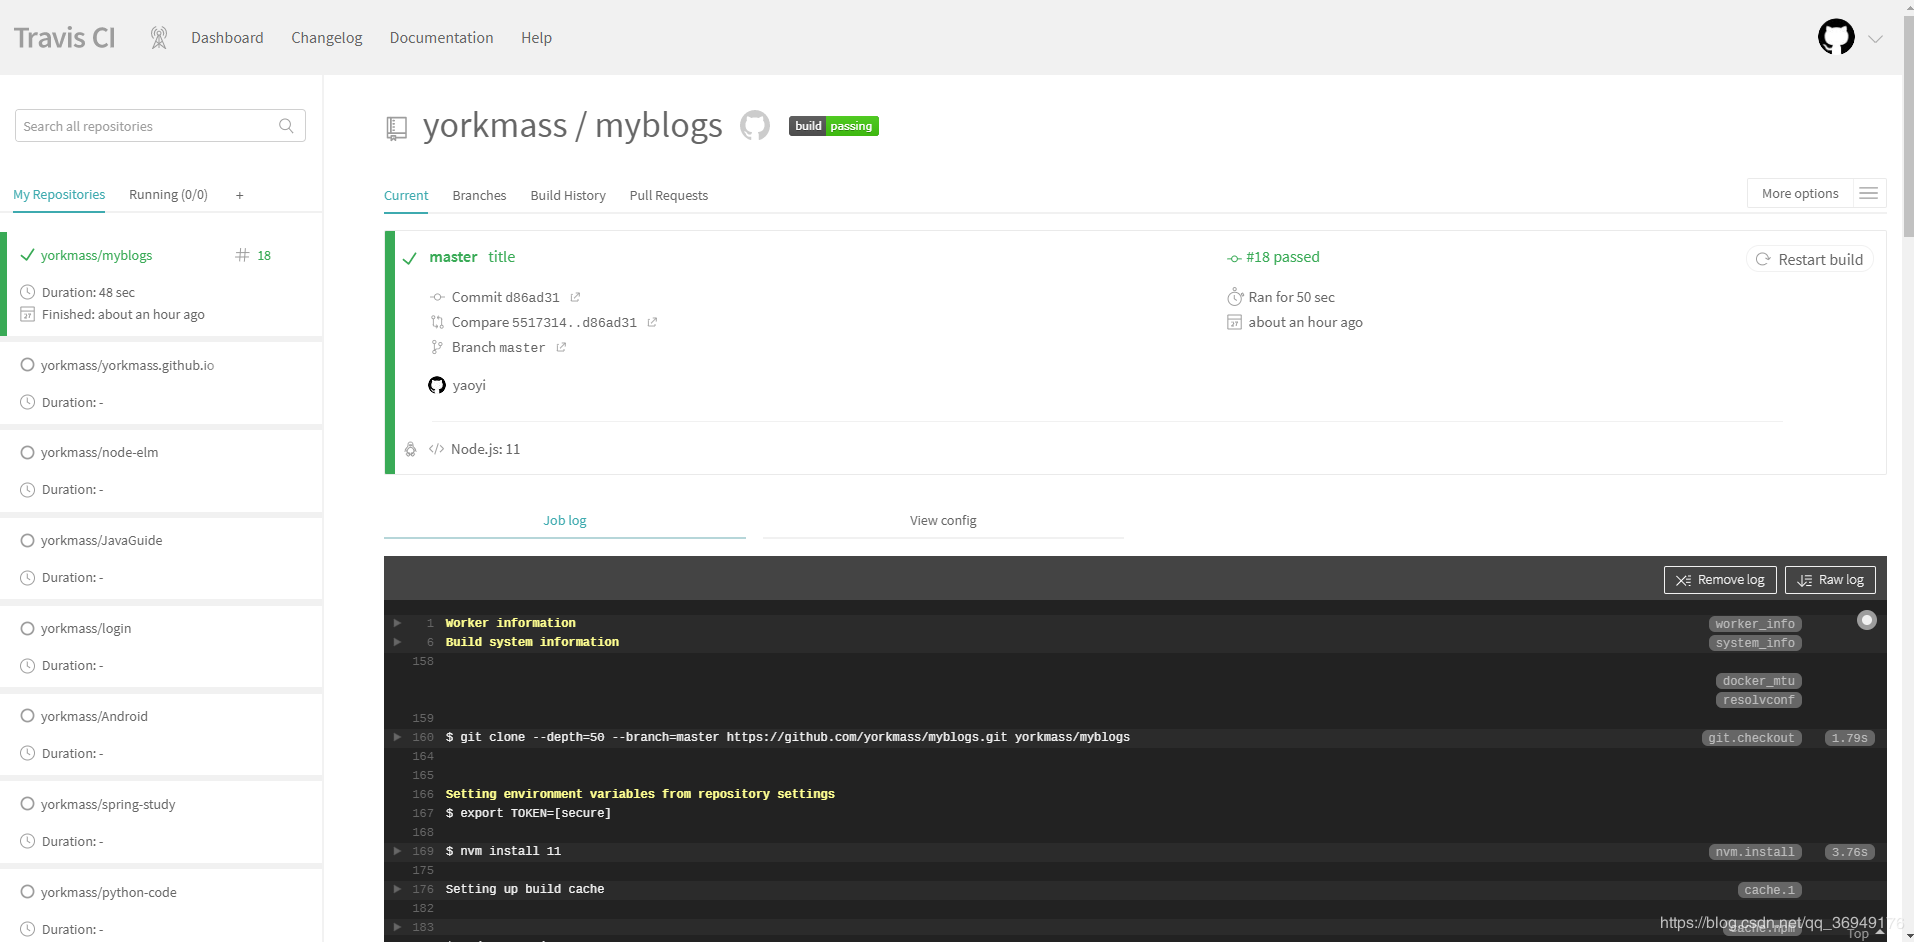 Travis CI Dashboard Changelog Documentation Help
Search all repositories
My Repositories Running (0/0) +
yorkmass/myblogs # 18
Duration: 48 sec
Finished: about an hour ago
yorkmass/yorkmass.github.io
Duration: -
yorkmass/node-elm
Duration: -
yorkmass/JavaGuide
Duration: -
yorkmass/login
Duration: -
yorkmass/Android
Duration: -
yorkmass/spring-study
Duration: -
yorkmass/python-code
Duration: -
yorkmass / myblogs build passing
Current Branches Build History Pull Requests More options
master title #18 passed Restart build
Commit d86ad31 Ran for 50 sec
Compare 5517314..d86ad31 about an hour ago
Branch master
yaoyi
</> Node.js: 11
Job log View config
Remove log Raw log
1 Worker information worker_info
6 Build system information system_info
158
docker_mtu
resolvconf
159
160 $ git clone --depth=50 --branch=master https://github.com/yorkmass/myblogs.git yorkmass/myblogs git.checkout 1.79s
164
165
166 Setting environment variables from repository settings
167 $ export TOKEN=[secure]
168
169 $ nvm install 11 nvm.install 3.76s
175
176 Setting up build cache cache.1
182
183 cache.npm
Top
https://blog.csdn.net/qq_36949176